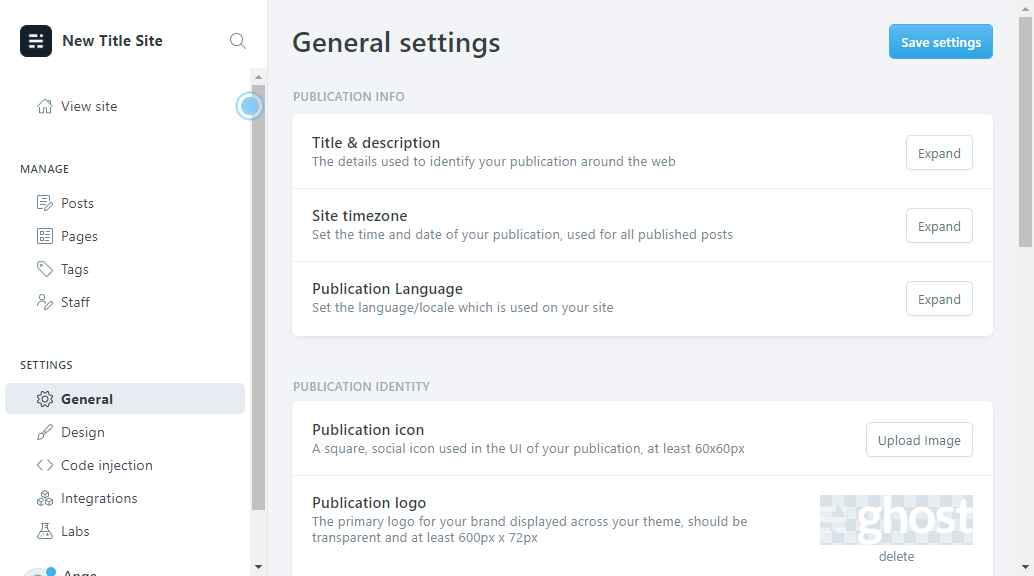 New Title Site
View site
MANAGE
Posts
Pages
Tags
Staff
SETTINGS
General
Design
Code injection
Integrations
Labs
Ange
General settings
Save settings
PUBLICATION INFO
Title & description
The details used to identify your publication around the web
Expand
Site timezone
Set the time and date of your publication, used for all published posts
Expand
Publication Language
Set the language/locale which is used on your site
Expand
PUBLICATION IDENTITY
Publication icon
A square, social icon used in the UI of your publication, at least 60x60px
Upload Image
Publication logo
The primary logo for your brand displayed across your theme, should be
transparent and at least 600px x 72px
ghost
delete